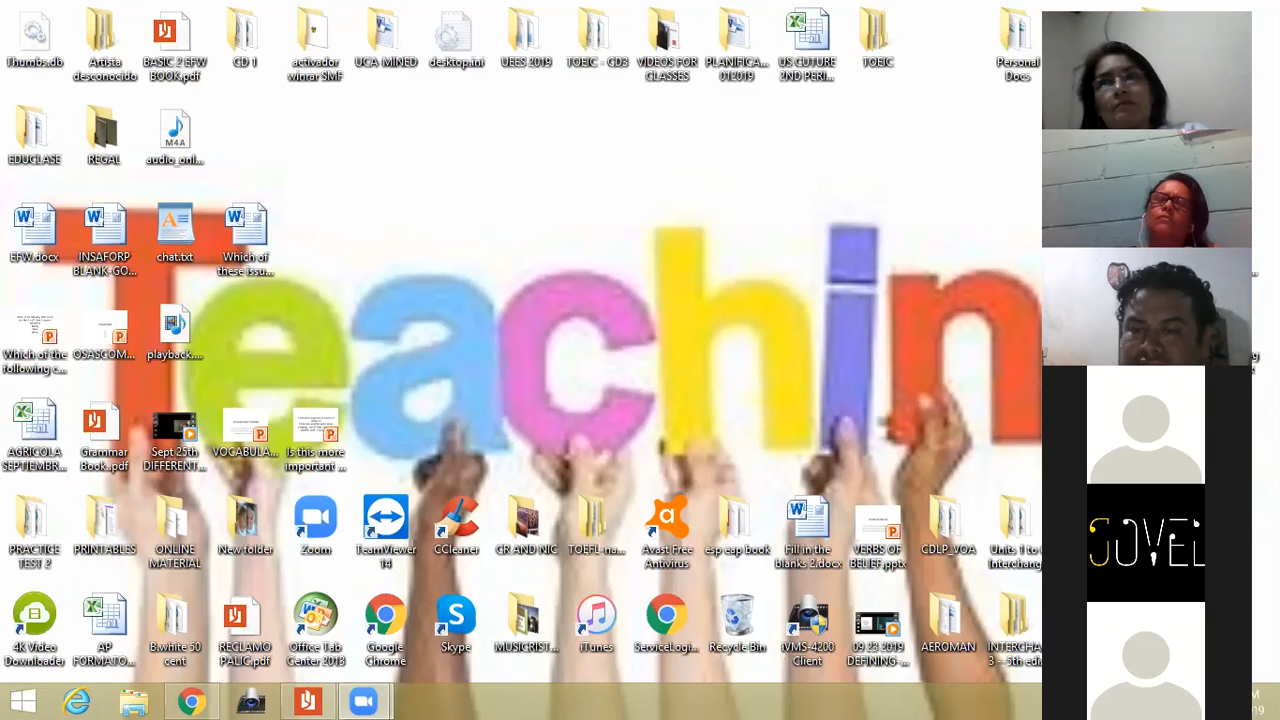 Thumbs.db
Artista
desconocido
BASIC 2 EFW
BOOK.pdf
CD 1
activador
winrar SMF
UCA-MINED
desktop.ini
UEES 2019
TOEIC - CD3
VIDEOS FOR
CLASSES
PLANIFICA...
012019
US CUTURE
2ND PERI...
TOEIC
Personal
Docs
EDUCLASE
REGAL
M4A
audio_onl...
EFW.docx
INSAFORP
BLANK-GO...
chat.txt
Which of
these issu...
Which of the
following c...
OSASCOM...
playback....
Teachin
AGRICOLA
SEPTIEMBR...
Grammar
Book..pdf
Sept 25th
DIFFERENT...
VOCABULA...
Is this more
important ...
PRACTICE
TEST 2
PRINTABLES
ONLINE
MATERIAL
New folder
Zoom
TeamViewer
14
CCleaner
CR AND NIC
TOEFL-na...
Avast Free
Antivirus
esp cap book
Fill in the
blanks 2.docx
VERBS OF
BELIEF.pptx
CDLP_VOA
Units 1 to
Interchang
JOVEL
4K Video
Downloader
AP
FORMATO...
B.white 50
cent
RECLAMO
PALIC.pdf
Office Tab
Center 2013
Google
Chrome
Skype
MUSICRIST...
iTunes
ServiceLogi...
Recycle Bin
iVMS-4200
Client
09 23 2019
DEFINING-...
AEROMAN
INTERCHA
3 --5th edi